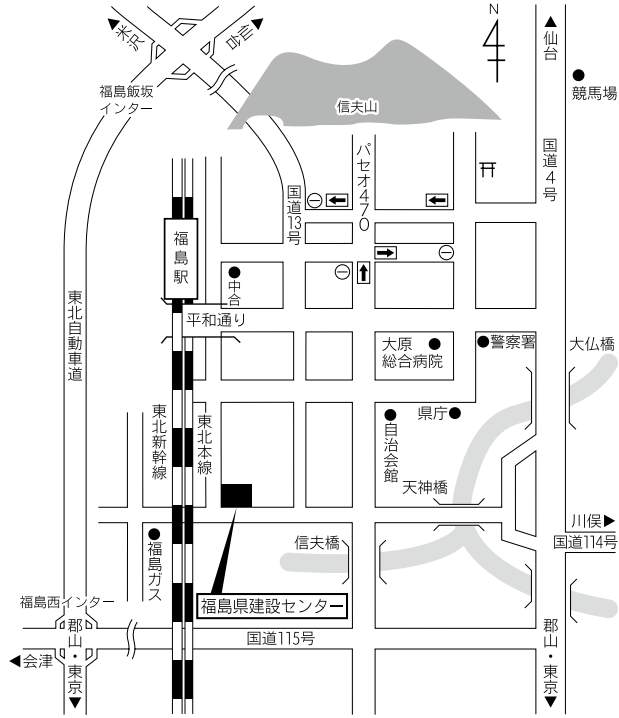 米沢
仙台
N
仙台
競馬場
福島飯坂
インター
信夫山
パセオ470
国道4号
国道13号
福島駅
中合
平和通り
東北自動車道
大原
総合病院
警察署
大仏橋
東北新幹線
東北本線
県庁
自治会館
天神橋
川俣
国道114号
信夫橋
福島ガス
福島県建設センター
福島西インター
国道115号
郡山・東京
会津
郡山・東京